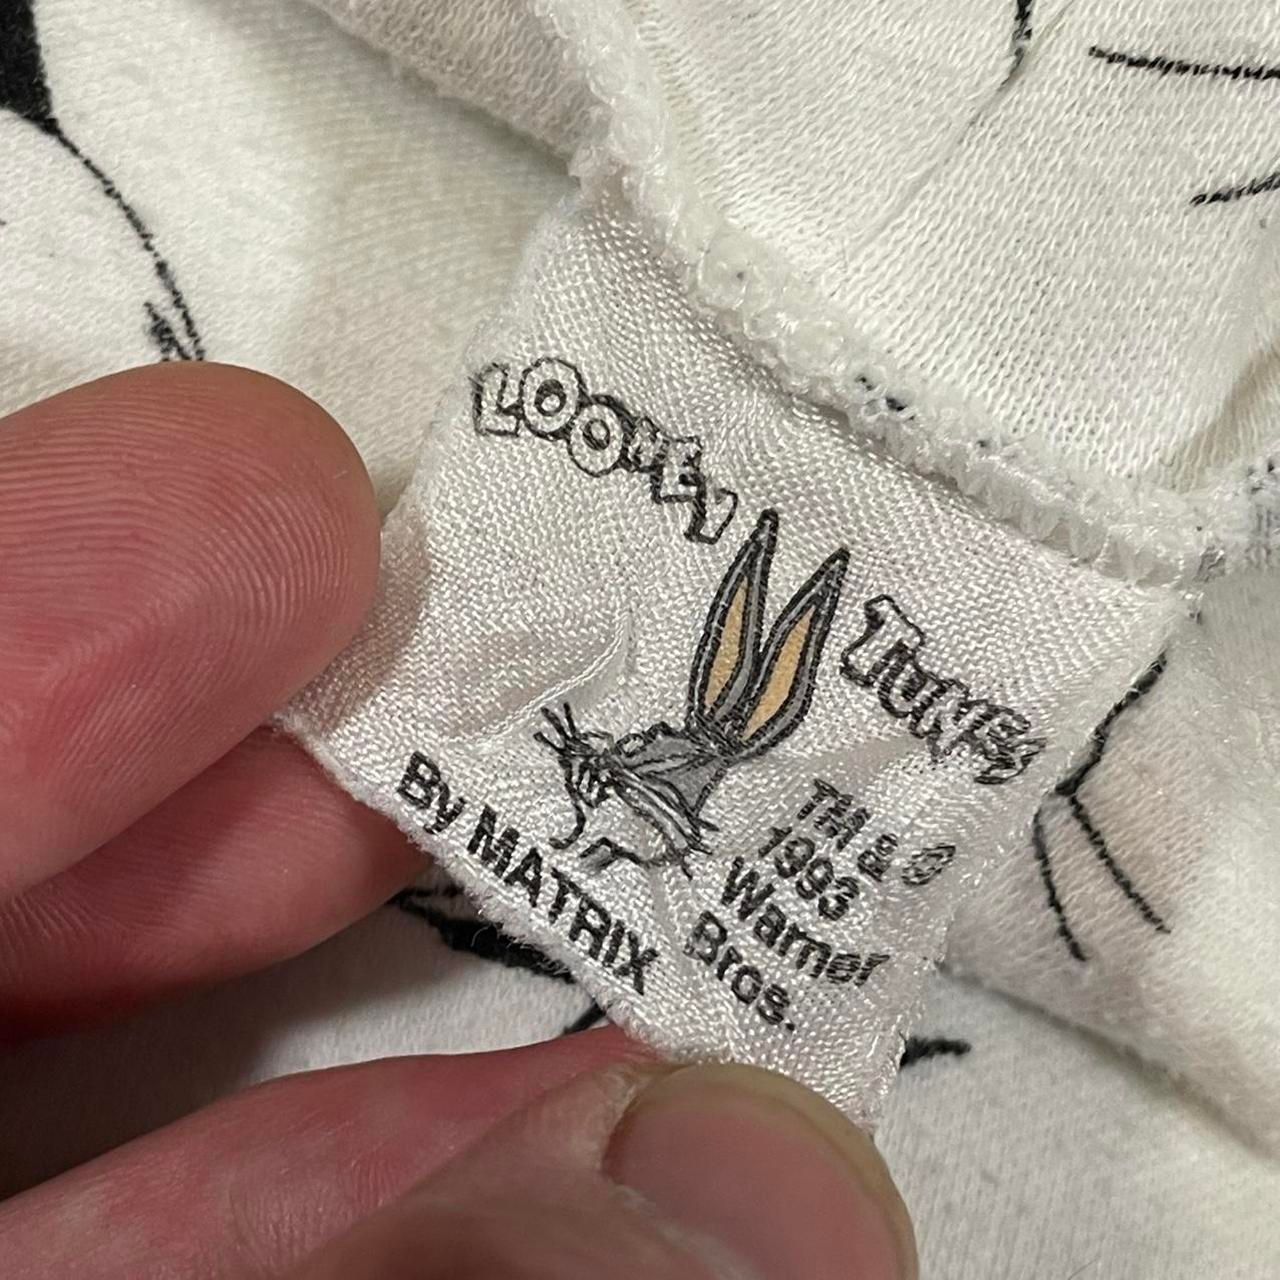 LOONEY
TUNES
By MATRIX
TM & ©
1993
Warner
Bros.